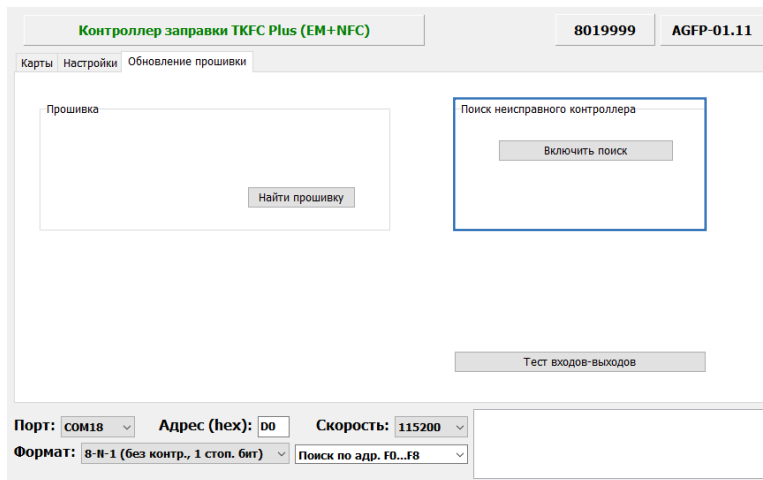 Контроллер заправки TKFC Plus (EM+NFC) 8019999 AGFP-01.11
Карты Настройки Обновление прошивки
Прошивка Поиск неисправного контроллера
Включить поиск
Найти прошивку
Тест входов-выходов
Порт: COM18 Адрес (hex): D0 Скорость: 115200
Формат: 8-N-1 (без контр., 1 стоп. бит) Поиск по адр. F0...F8